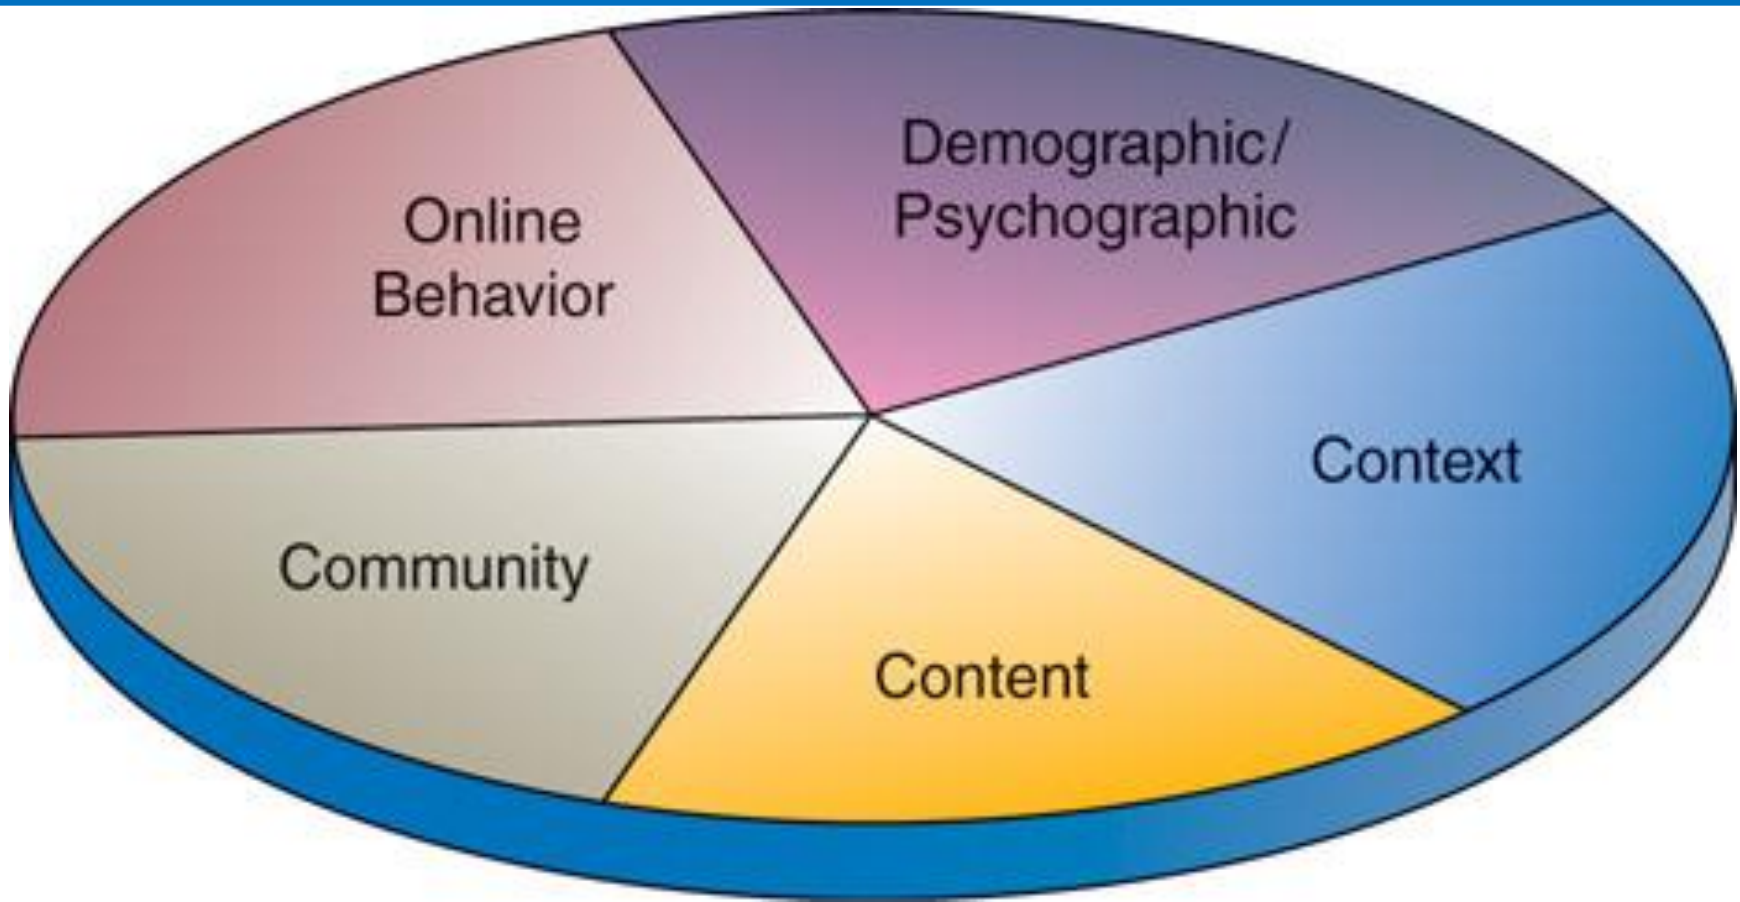 Demographic/
Psychographic
Online
Behavior
Context
Community
Content